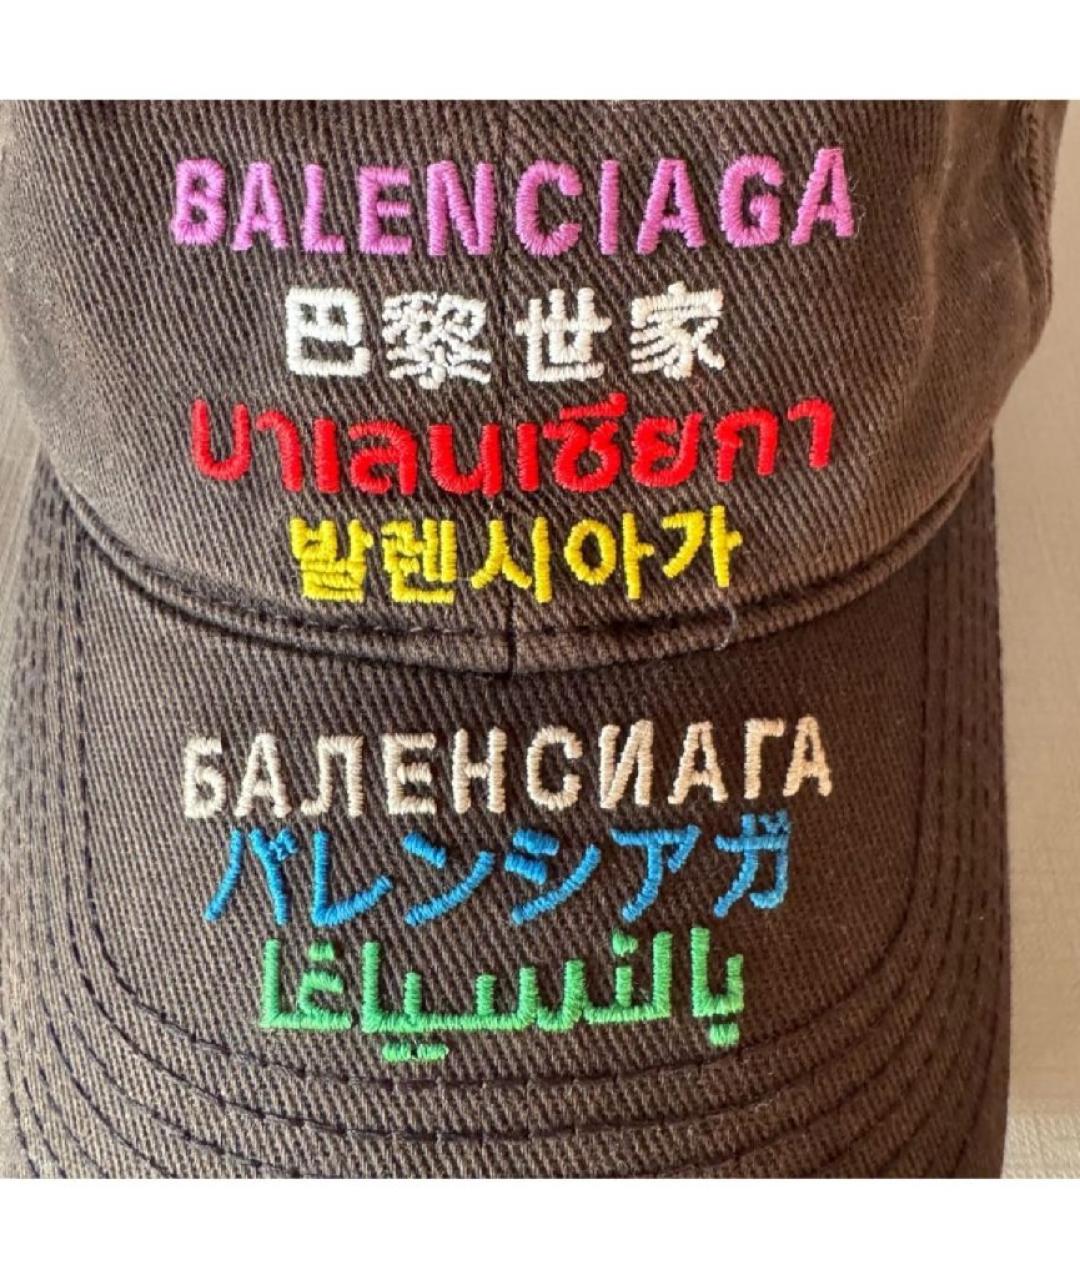 BALENCIAGA
巴黎世家
บาเลนเซียกา
발렌시아가
БАЛЕНСИАГА
バレンシアガ
بالنسياغا